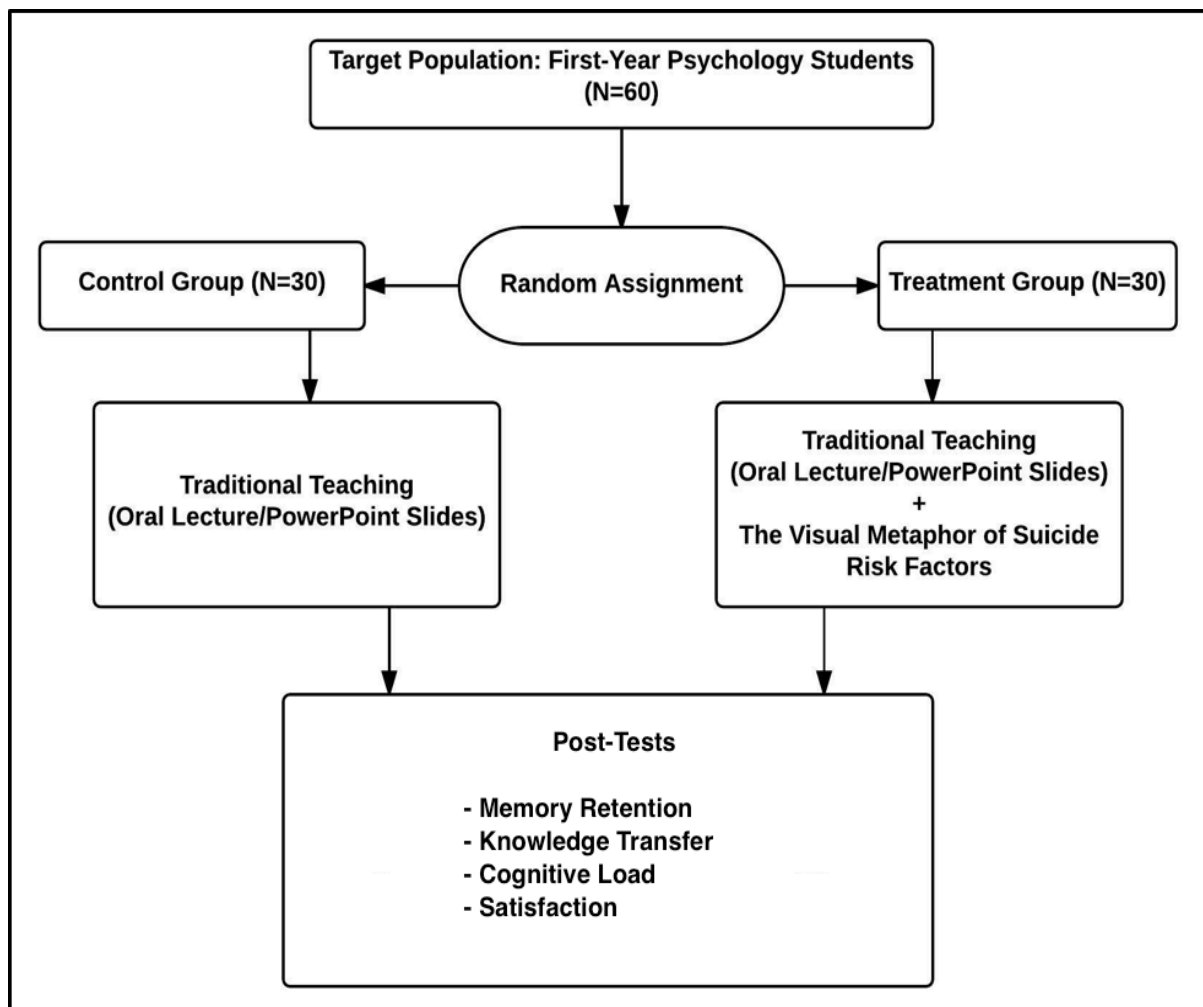 Target Population: First-Year Psychology Students
(N=60)
Control Group (N=30)
Random Assignment
Treatment Group (N=30)
Traditional Teaching
(Oral Lecture/PowerPoint Slides)
Traditional Teaching
(Oral Lecture/PowerPoint Slides)
+
The Visual Metaphor of Suicide
Risk Factors
Post-Tests
- Memory Retention
- Knowledge Transfer
- Cognitive Load
- Satisfaction